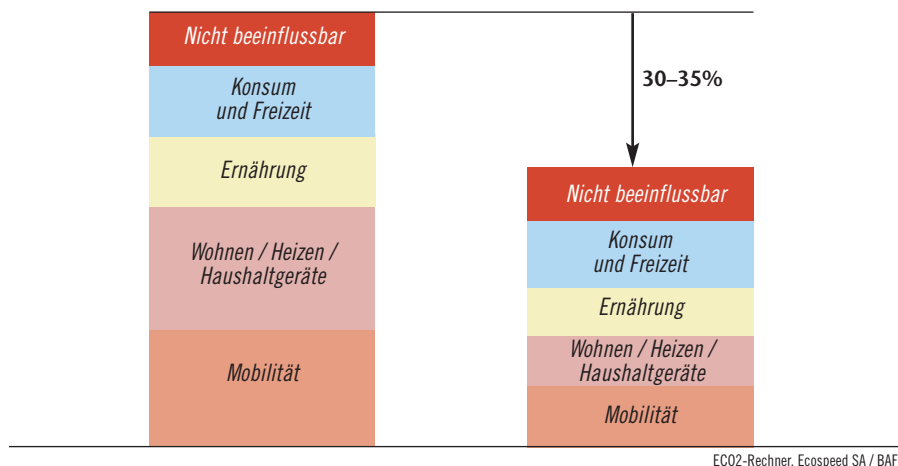 Nicht beeinflussbar
Konsum
und Freizeit
Ernährung
Wohnen / Heizen /
Haushaltgeräte
Mobilität
30–35%
Nicht beeinflussbar
Konsum
und Freizeit
Ernährung
Wohnen / Heizen /
Haushaltgeräte
Mobilität
ECO2-Rechner, Ecospeed SA / BAF